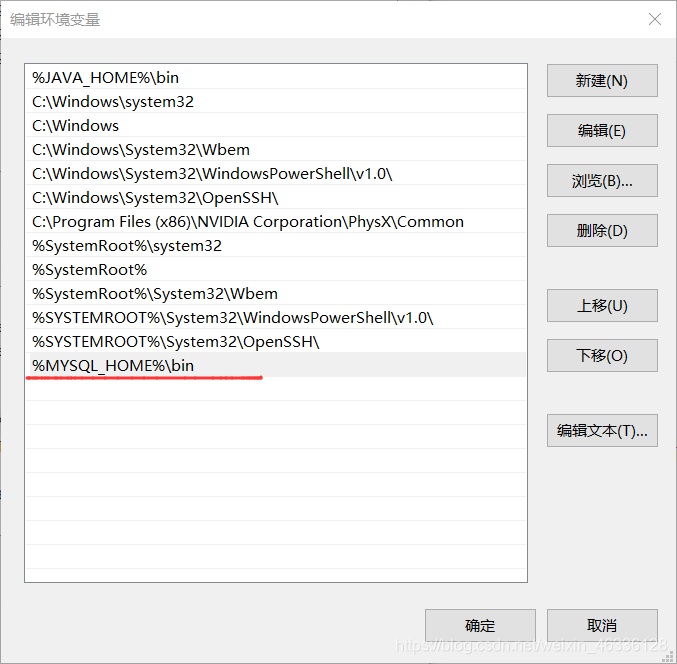 编辑环境变量
%JAVA_HOME%\bin
C:\Windows\system32
C:\Windows
C:\Windows\System32\Wbem
C:\Windows\System32\WindowsPowerShell\v1.0\
C:\Windows\System32\OpenSSH\
C:\Program Files (x86)\NVIDIA Corporation\PhysX\Common
%SystemRoot%\system32
%SystemRoot%
%SystemRoot%\System32\Wbem
%SYSTEMROOT%\System32\WindowsPowerShell\v1.0\
%SYSTEMROOT%\System32\OpenSSH\
%MYSQL_HOME%\bin
新建(N)
编辑(E)
浏览(B)...
删除(D)
上移(U)
下移(O)
编辑文本(T)...
确定
取消
https://blog.csdn.net/weixin_46336128